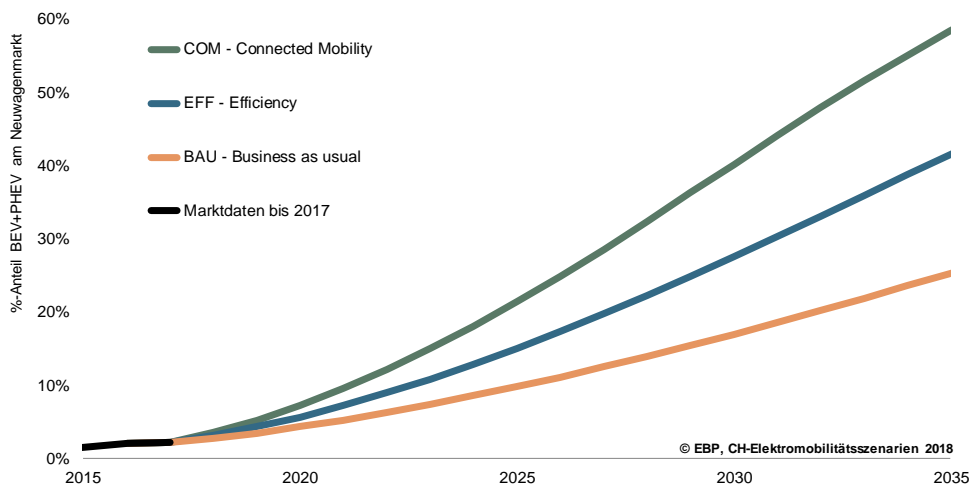 %-Anteil BEV+PHEV am Neuwagenmarkt
60%
50%
40%
30%
20%
10%
0%
COM - Connected Mobility
EFF - Efficiency
BAU - Business as usual
Marktdaten bis 2017
© EBP, CH-Elektromobilitätsszenarien 2018
2015 2020 2025 2030 2035